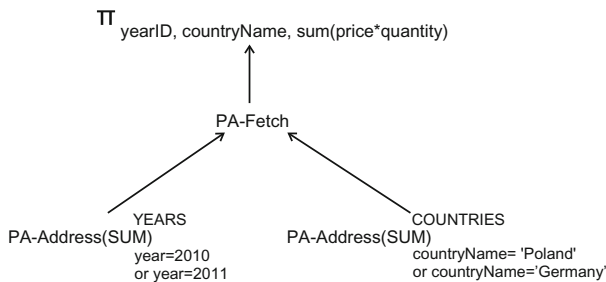 π yearID, countryName, sum(price*quantity)
PA-Fetch
YEARS
PA-Address(SUM)
year=2010
or year=2011
COUNTRIES
PA-Address(SUM)
countryName= 'Poland'
or countryName='Germany'